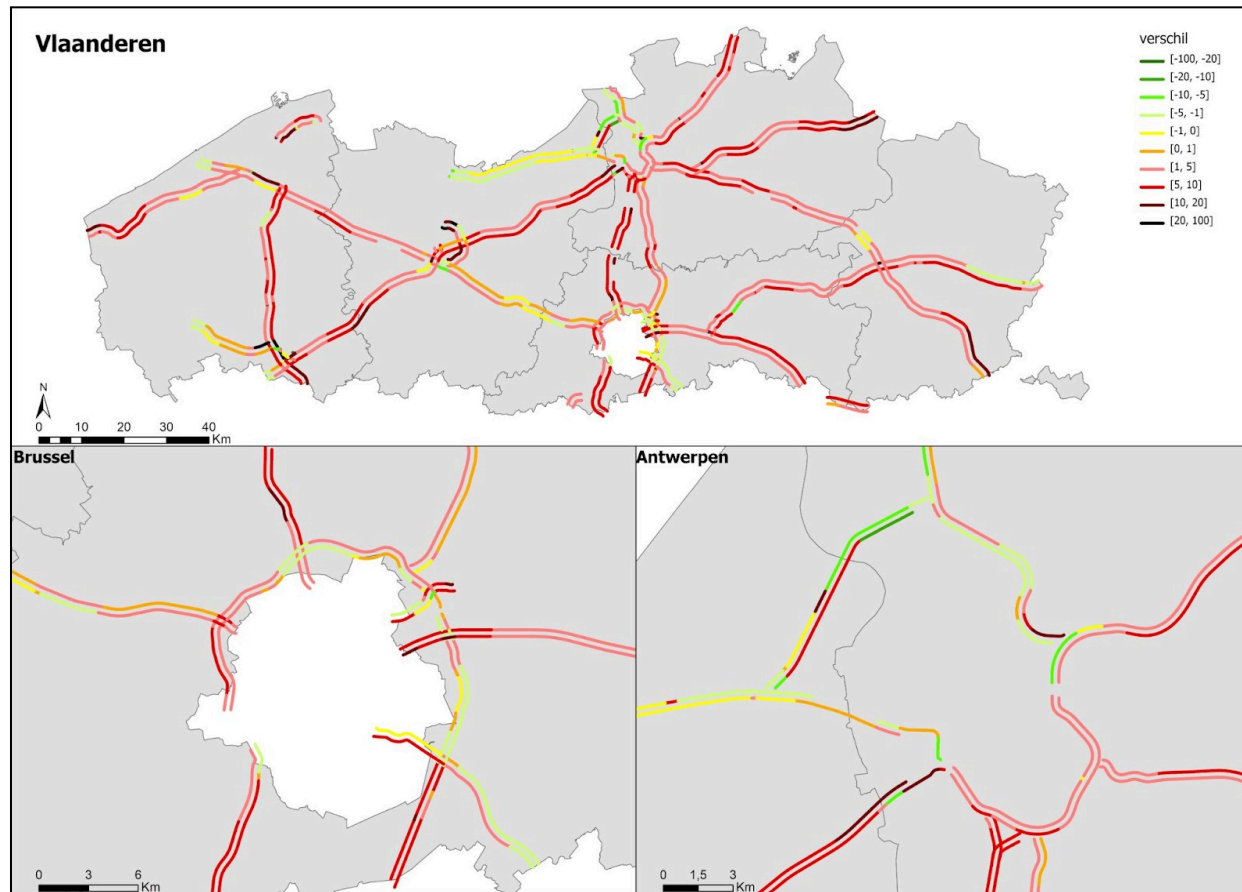 Vlaanderen
verschil
[-100, -20]
[-20, -10]
[-10, -5]
[-5, -1]
[-1, 0]
[0, 1]
[1, 5]
[5, 10]
[10, 20]
[20, 100]
N
0 10 20 30 40
Km
Brussel
Antwerpen
0 3 6
Km
0 1,5 3
Km